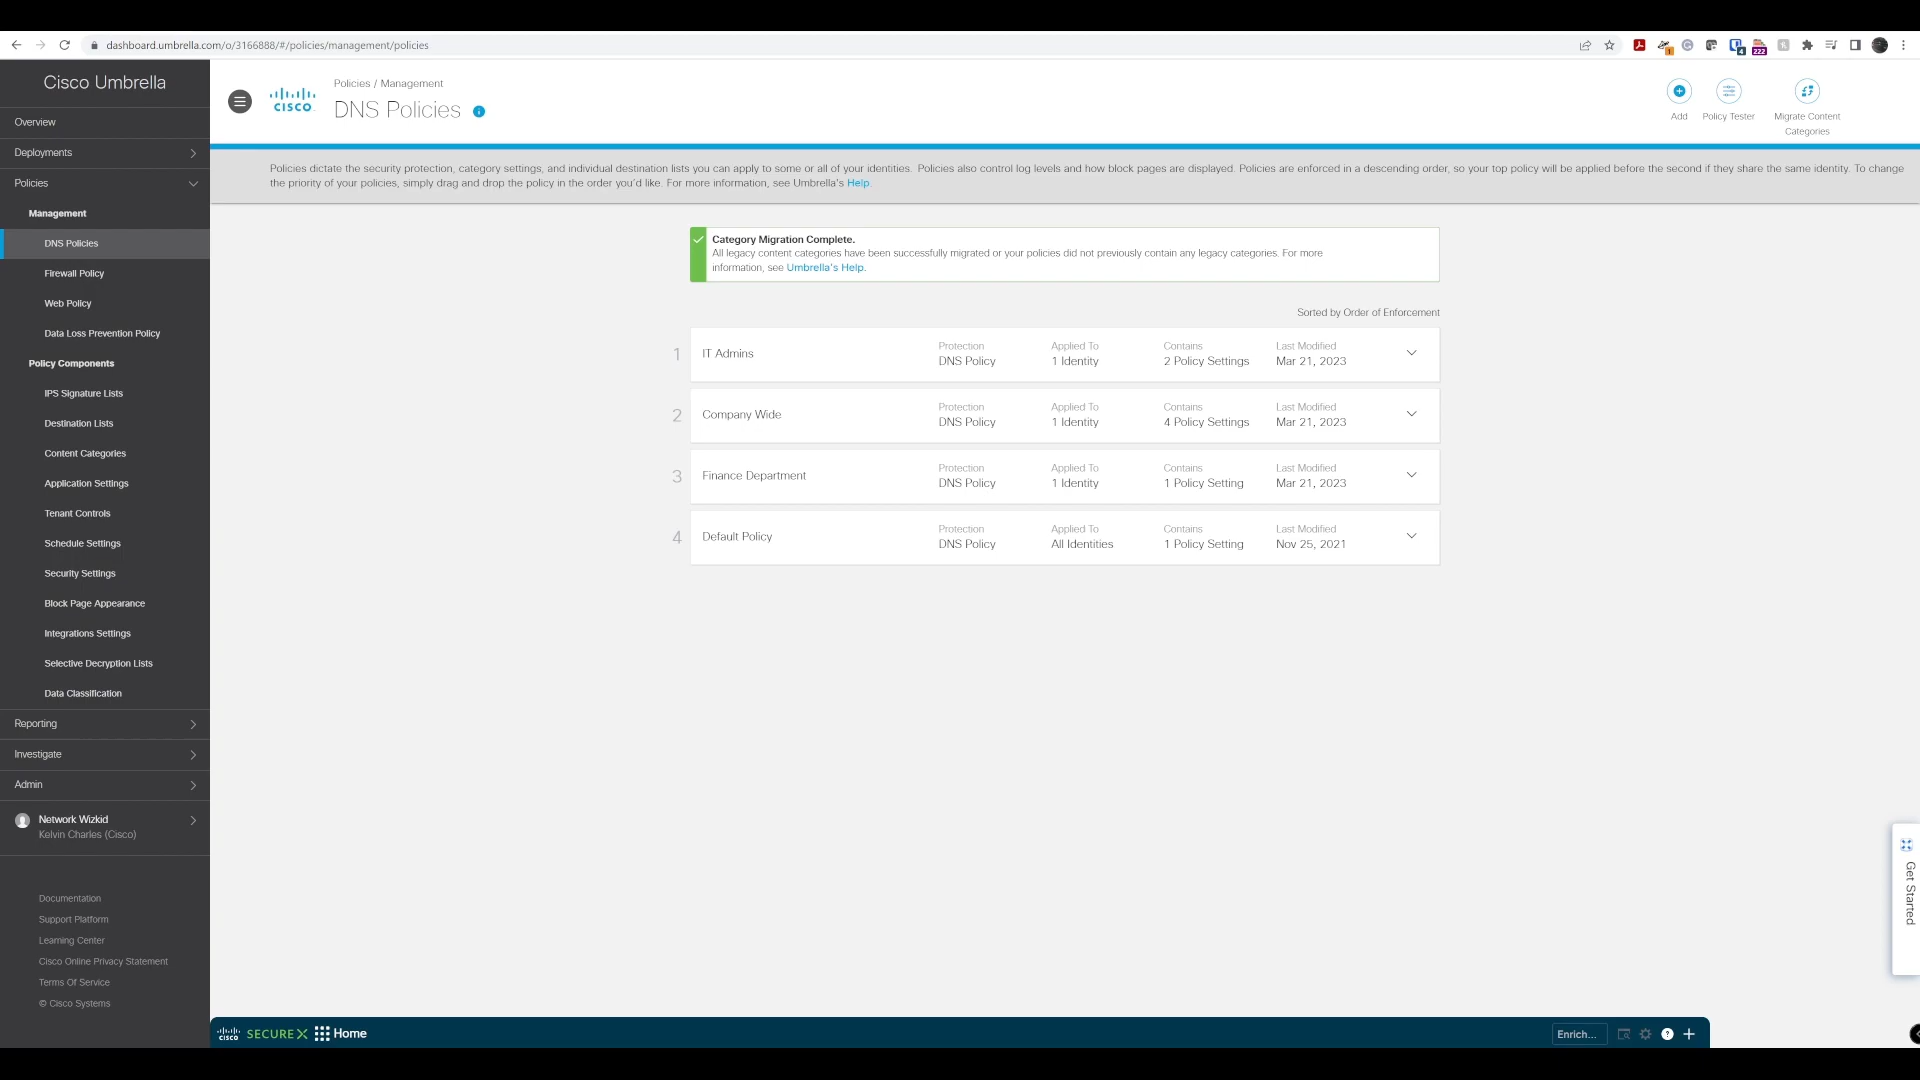 dashboard.umbrella.com/o/3166888/#/policies/management/policies
1
4
222
Cisco Umbrella
Overview
Deployments
Policies
Management
DNS Policies
Firewall Policy
Web Policy
Data Loss Prevention Policy
Policy Components
IPS Signature Lists
Destination Lists
Content Categories
Application Settings
Tenant Controls
Schedule Settings
Security Settings
Block Page Appearance
Integrations Settings
Selective Decryption Lists
Data Classification
Reporting
Investigate
Admin
Network Wizkid
Kelvin Charles (Cisco)
Documentation
Support Platform
Learning Center
Cisco Online Privacy Statement
Terms Of Service
© Cisco Systems
CISCO
Policies / Management
DNS Policies
Add
Policy Tester
Migrate Content
Categories
Policies dictate the security protection, category settings, and individual destination lists you can apply to some or all of your identities. Policies also control log levels and how block pages are displayed. Policies are enforced in a descending order, so your top policy will be applied before the second if they share the same identity. To change
the priority of your policies, simply drag and drop the policy in the order you'd like. For more information, see Umbrella's Help.
Category Migration Complete.
All legacy content categories have been successfully migrated or your policies did not previously contain any legacy categories. For more
information, see Umbrella's Help.
Sorted by Order of Enforcement
1 IT Admins
Protection
DNS Policy
Applied To
1 Identity
Contains
2 Policy Settings
Last Modified
Mar 21, 2023
2 Company Wide
Protection
DNS Policy
Applied To
1 Identity
Contains
4 Policy Settings
Last Modified
Mar 21, 2023
3 Finance Department
Protection
DNS Policy
Applied To
1 Identity
Contains
1 Policy Setting
Last Modified
Mar 21, 2023
4 Default Policy
Protection
DNS Policy
Applied To
All Identities
Contains
1 Policy Setting
Last Modified
Nov 25, 2021
Get Started
CISCO SECUREX Home
Enrich...